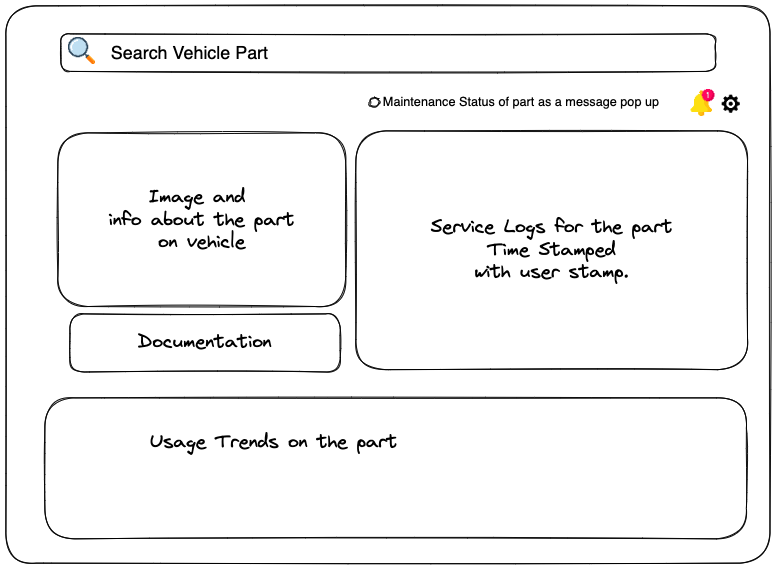 Search Vehicle Part
Maintenance Status of part as a message pop up
1
Image and
info about the part
on vehicle
Service Logs for the part
Time Stamped
with user stamp.
Documentation
Usage Trends on the part